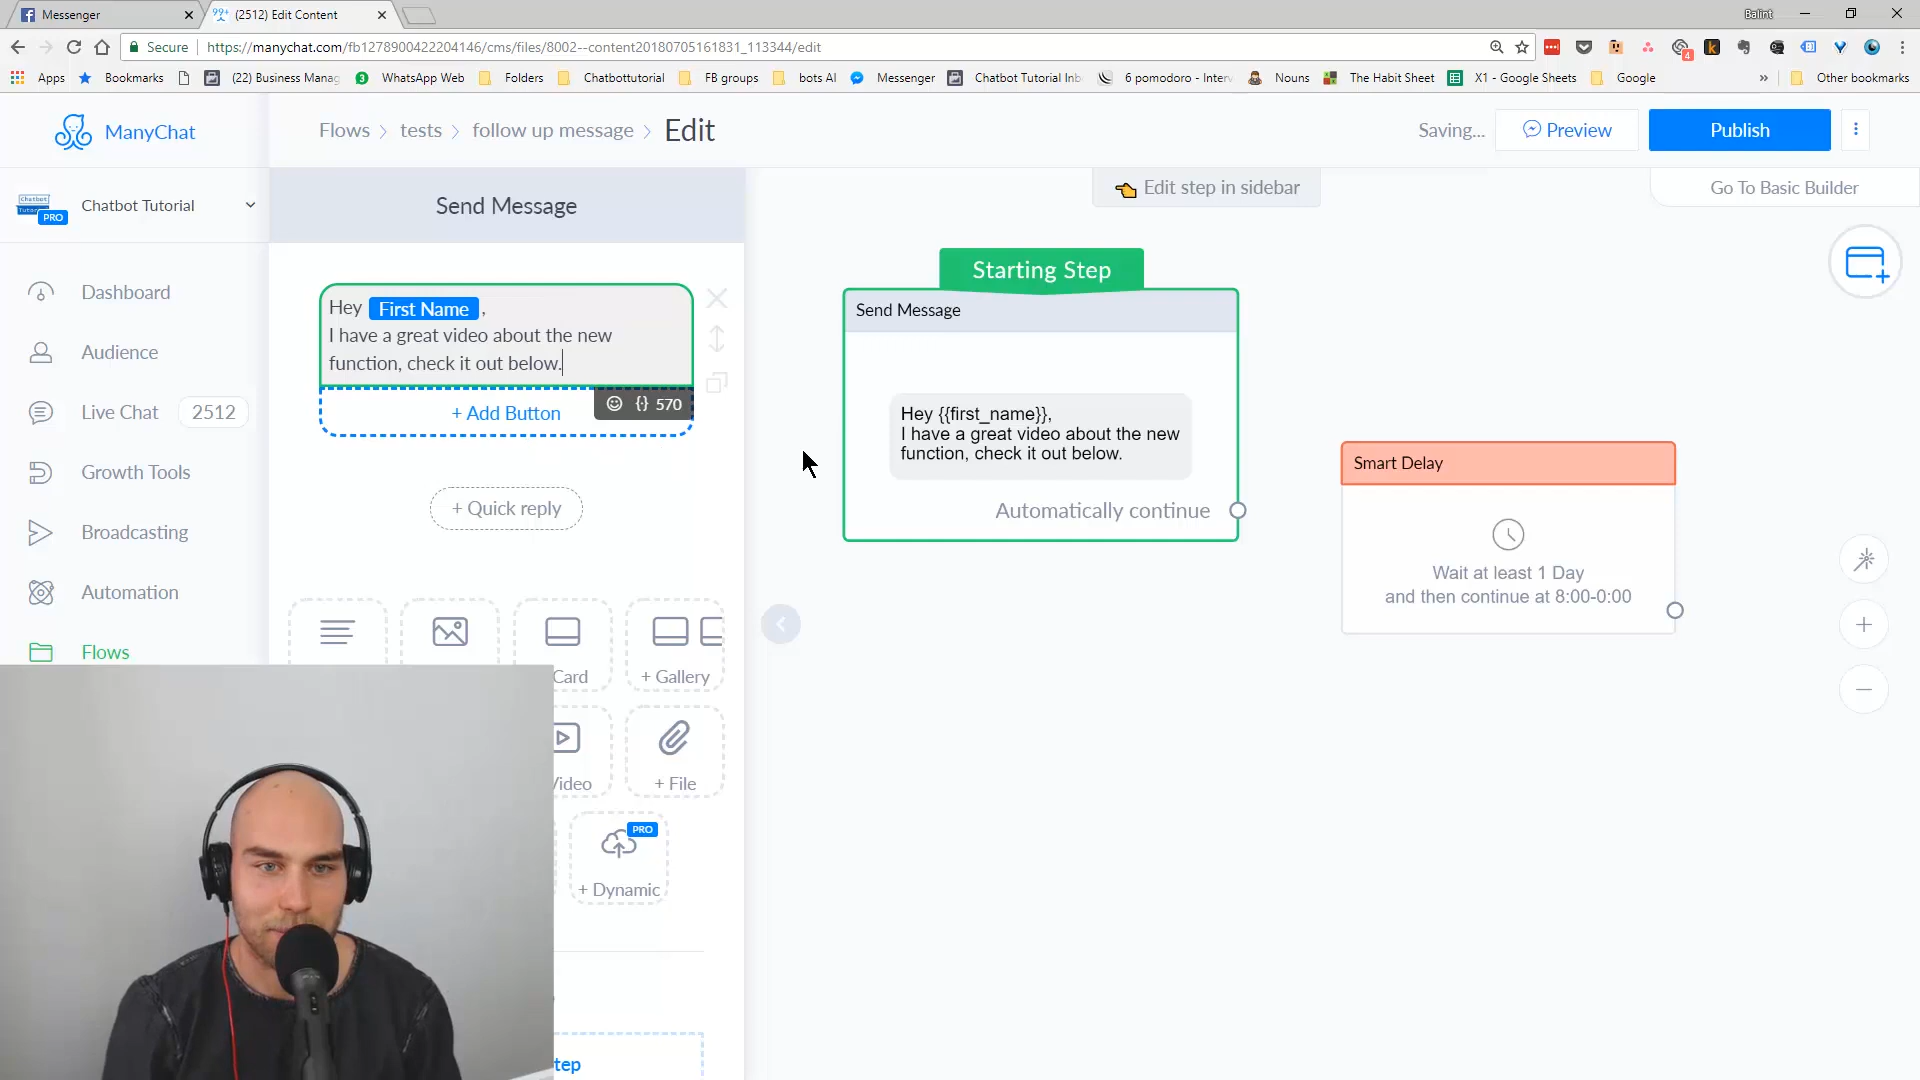 Messenger
99+
(2512) Edit Content
Balint
Secure
https://manychat.com/fb1278900422204146/cms/files/8002--content20180705161831_113344/edit
4
Apps
Bookmarks
(22) Business Manag
3
WhatsApp Web
Folders
Chatbottutorial
FB groups
bots AI
Messenger
Chatbot Tutorial Inb
6 pomodoro - Interv
Nouns
The Habit Sheet
X1 - Google Sheets
Google
»
Other bookmarks
ManyChat
Flows
tests
follow up message
Edit
Saving...
Preview
Publish
PRO
Chatbot Tutorial
Send Message
Edit step in sidebar
Go To Basic Builder
Dashboard
Audience
Live Chat
2512
Growth Tools
Broadcasting
Automation
Flows
Hey First Name ,
I have a great video about the new
function, check it out below.
570
+ Add Button
+ Quick reply
Card
+ Gallery
Video
+ File
PRO
+ Dynamic
tep
Starting Step
Send Message
Hey {{first_name}},
I have a great video about the new
function, check it out below.
Automatically continue
Smart Delay
Wait at least 1 Day
and then continue at 8:00-0:00